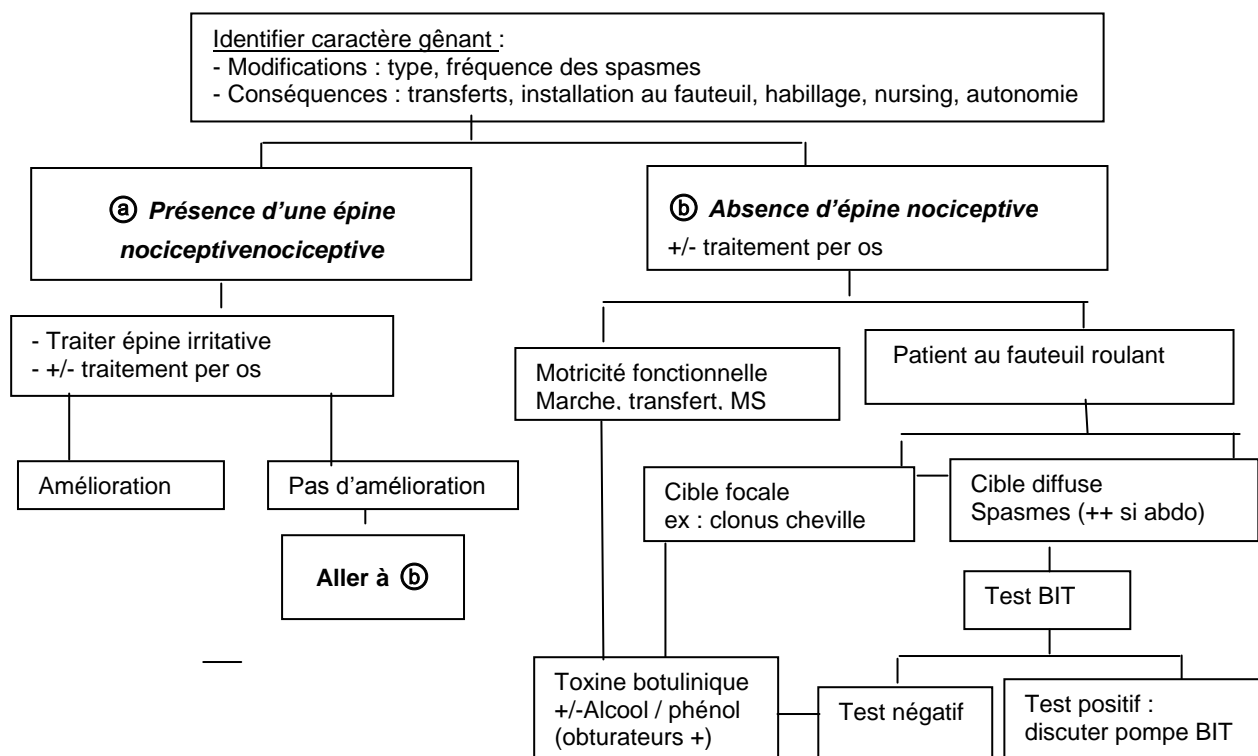 Identifier caractère gênant :
- Modifications : type, fréquence des spasmes
- Conséquences : transferts, installation au fauteuil, habillage, nursing, autonomie
ⓐ Présence d’une épine
nociceptivenociceptive
ⓑ Absence d’épine nociceptive
+/- traitement per os
- Traiter épine irritative
- +/- traitement per os
Motricité fonctionnelle
Marche, transfert, MS
Patient au fauteuil roulant
Amélioration
Pas d’amélioration
Cible focale
ex : clonus cheville
Cible diffuse
Spasmes (++ si abdo)
Aller à ⓑ
Test BIT
Toxine botulinique
+/-Alcool / phénol
(obturateurs +)
Test négatif
Test positif :
discuter pompe BIT